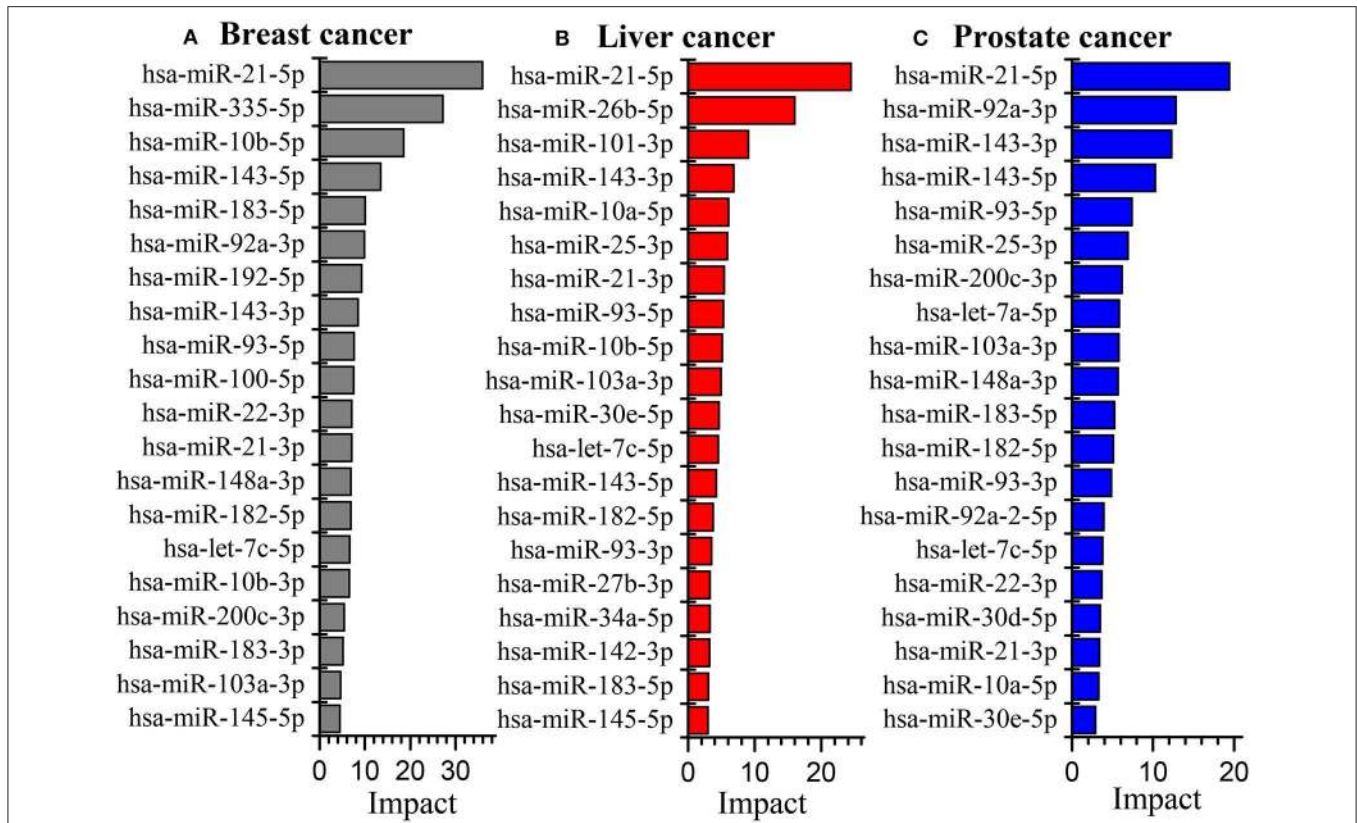 A Breast cancer
hsa-miR-21-5p
hsa-miR-335-5p
hsa-miR-10b-5p
hsa-miR-143-5p
hsa-miR-183-5p
hsa-miR-92a-3p
hsa-miR-192-5p
hsa-miR-143-3p
hsa-miR-93-5p
hsa-miR-100-5p
hsa-miR-22-3p
hsa-miR-21-3p
hsa-miR-148a-3p
hsa-miR-182-5p
hsa-let-7c-5p
hsa-miR-10b-3p
hsa-miR-200c-3p
hsa-miR-183-3p
hsa-miR-103a-3p
hsa-miR-145-5p
0 10 20 30
Impact
B Liver cancer
hsa-miR-21-5p
hsa-miR-26b-5p
hsa-miR-101-3p
hsa-miR-143-3p
hsa-miR-10a-5p
hsa-miR-25-3p
hsa-miR-21-3p
hsa-miR-93-5p
hsa-miR-10b-5p
hsa-miR-103a-3p
hsa-miR-30e-5p
hsa-let-7c-5p
hsa-miR-143-5p
hsa-miR-182-5p
hsa-miR-93-3p
hsa-miR-27b-3p
hsa-miR-34a-5p
hsa-miR-142-3p
hsa-miR-183-5p
hsa-miR-145-5p
0 20
Impact
C Prostate cancer
hsa-miR-21-5p
hsa-miR-92a-3p
hsa-miR-143-3p
hsa-miR-143-5p
hsa-miR-93-5p
hsa-miR-25-3p
hsa-miR-200c-3p
hsa-let-7a-5p
hsa-miR-103a-3p
hsa-miR-148a-3p
hsa-miR-183-5p
hsa-miR-182-5p
hsa-miR-93-3p
hsa-miR-92a-2-5p
hsa-let-7c-5p
hsa-miR-22-3p
hsa-miR-30d-5p
hsa-miR-21-3p
hsa-miR-10a-5p
hsa-miR-30e-5p
0 10 20
Impact